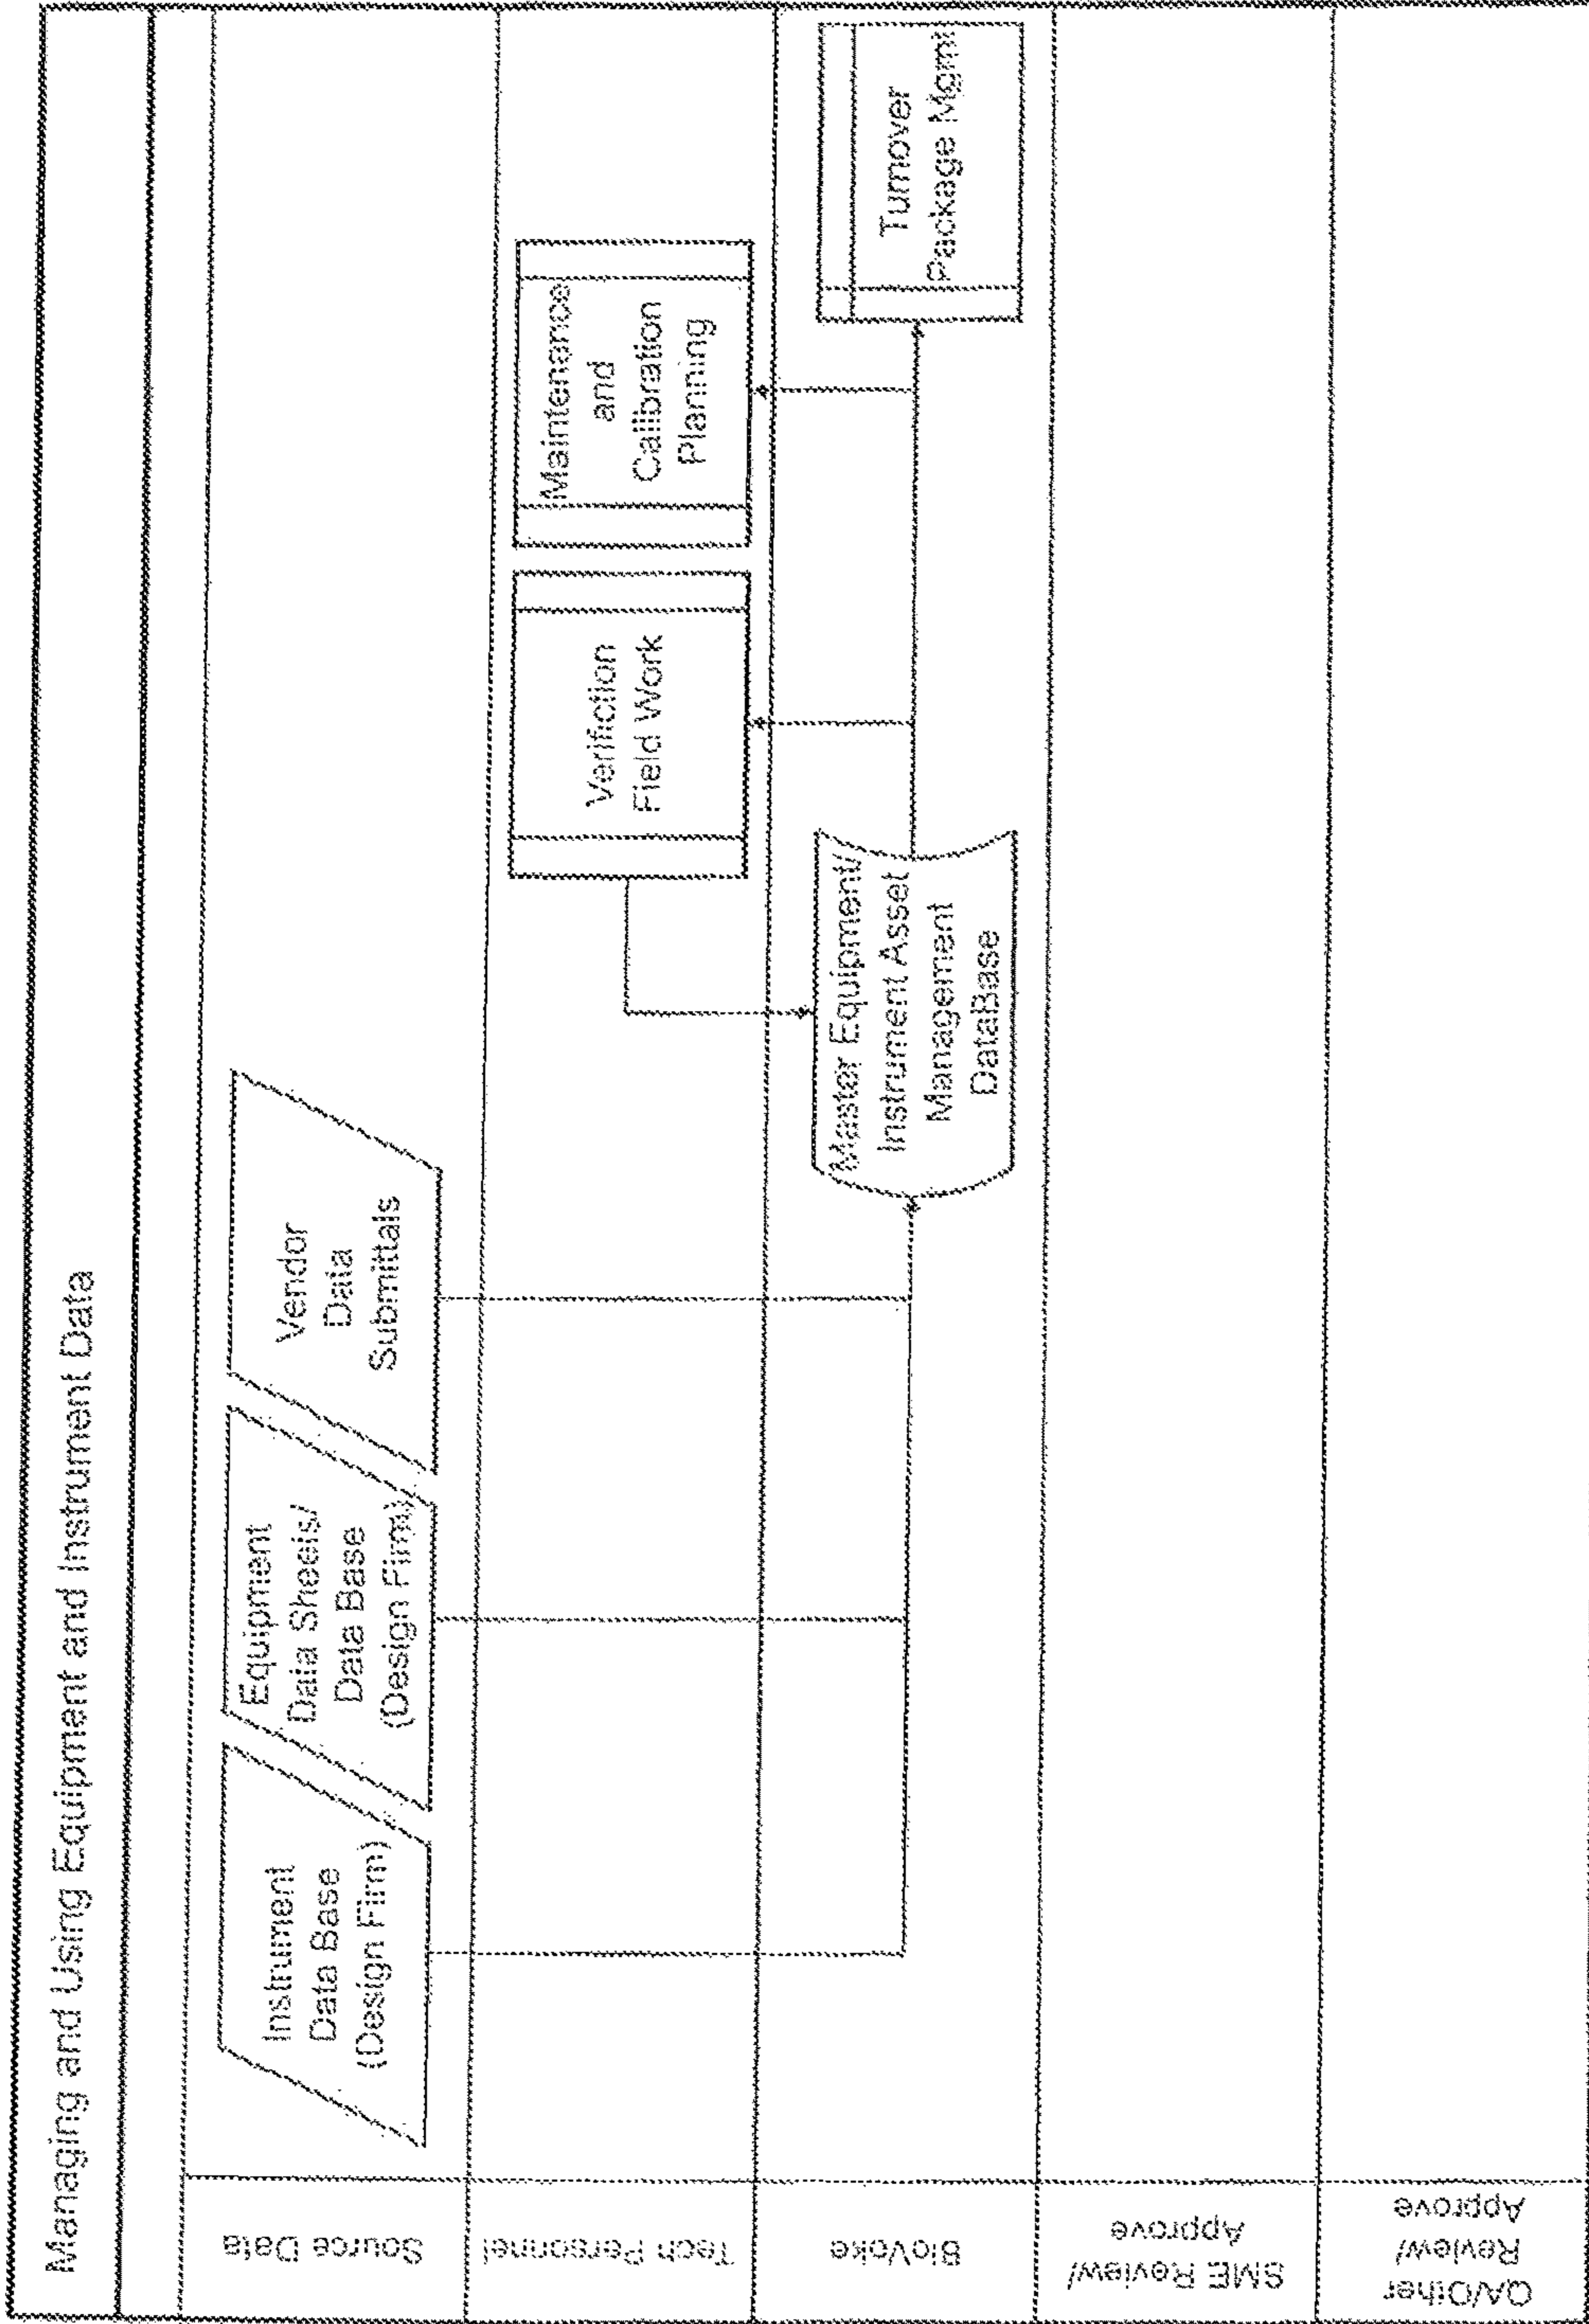 Managing and Using Equipment and Instrument Data
Source Data
Instrument
Data Base
(Design Firm)
Equipment
Data Sheets/
Data Base
(Design Firm)
Vendor
Data
Submittals
Tech Personnel
Verifiction
Field Work
Maintenance
and
Calibration
Planning
BioVoke
Master Equipment/
Instrument Asset
Management
DataBase
Turnover
Package Mgmt
SME Review/
Approve
QA/Other
Review/
Approve